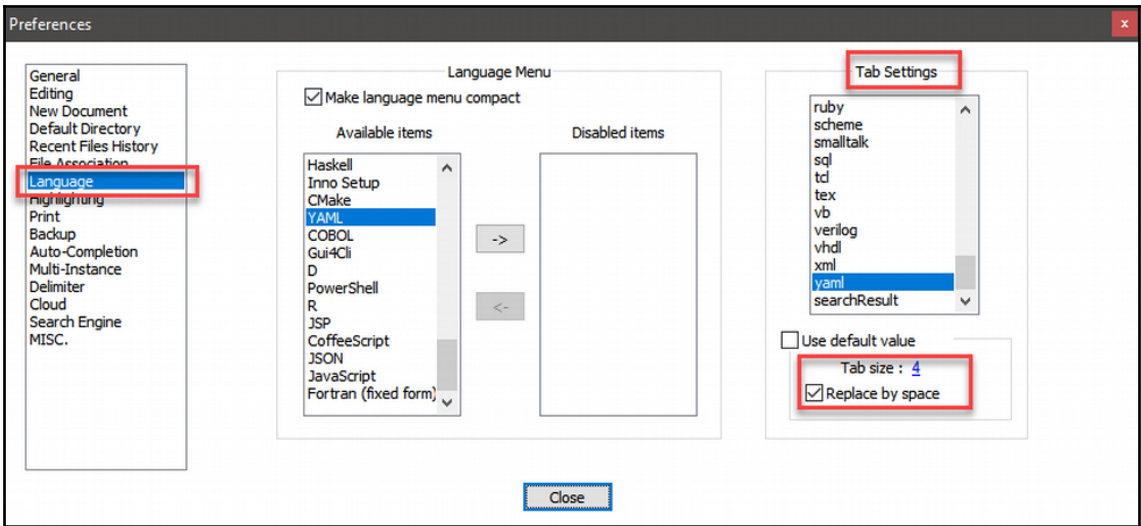 Preferences
x
General
Editing
New Document
Default Directory
Recent Files History
File Association
Language
Highlighting
Print
Backup
Auto-Completion
Multi-Instance
Delimiter
Cloud
Search Engine
MISC.
Language Menu
Make language menu compact
Available items
Haskell
Inno Setup
CMake
YAML
COBOL
Gui4Cli
D
PowerShell
R
JSP
CoffeeScript
JSON
JavaScript
Fortran (fixed form)
->
<-
Disabled items
Tab Settings
ruby
scheme
smalltalk
sql
tcl
tex
vb
verilog
vhdl
xml
yaml
searchResult
Use default value
Tab size : 4
Replace by space
Close